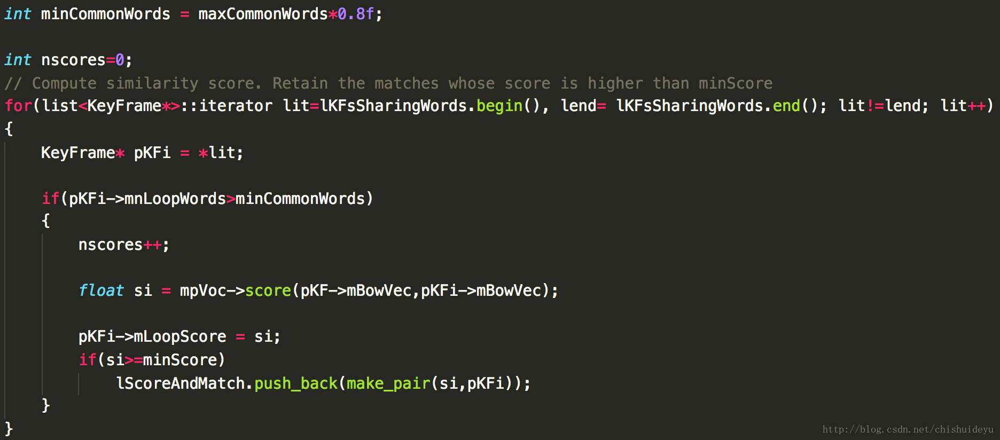 int minCommonWords = maxCommonWords*0.8f;
int nscores=0;
// Compute similarity score. Retain the matches whose score is higher than minScore
for(list<KeyFrame*>::iterator lit=lKFsSharingWords.begin(), lend= lKFsSharingWords.end(); lit!=lend; lit++)
{
    KeyFrame* pKFi = *lit;
    if(pKFi->mnLoopWords>minCommonWords)
    {
        nscores++;
        float si = mpVoc->score(pKF->mBowVec,pKFi->mBowVec);
        pKFi->mLoopScore = si;
        if(si>=minScore)
            lScoreAndMatch.push_back(make_pair(si,pKFi));
    }
}
http://blog.csdn.net/chishuideyu